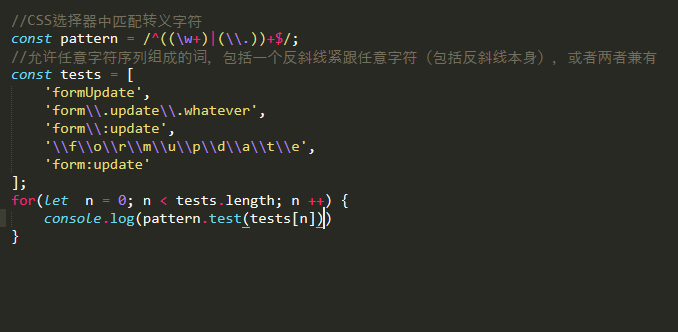 //CSS选择器中匹配转义字符
const pattern = /^((\w+)|(\\.))+$/;
//允许任意字符序列组成的词, 包括一个反斜线紧跟任意字符（包括反斜线本身）, 或者两者兼有
const tests = [
    'formUpdate',
    'form\\.update\\.whatever',
    'form\\:update',
    '\\f\\o\\r\\m\\u\\p\\d\\a\\t\\e',
    'form:update'
];
for(let  n = 0; n < tests.length; n ++) {
    console.log(pattern.test(tests[n]))
}